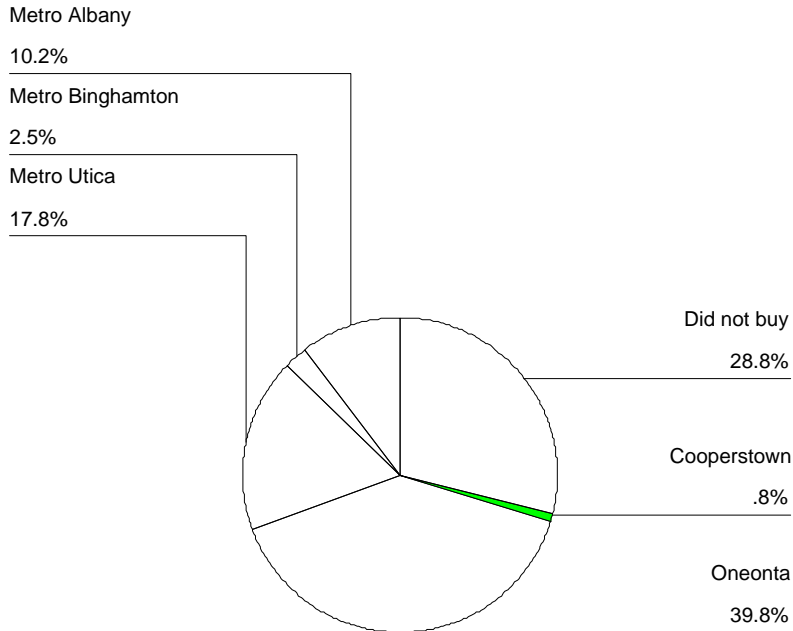 Metro Albany
10.2%
Metro Binghamton
2.5%
Metro Utica
17.8%
Did not buy
28.8%
Cooperstown
.8%
Oneonta
39.8%